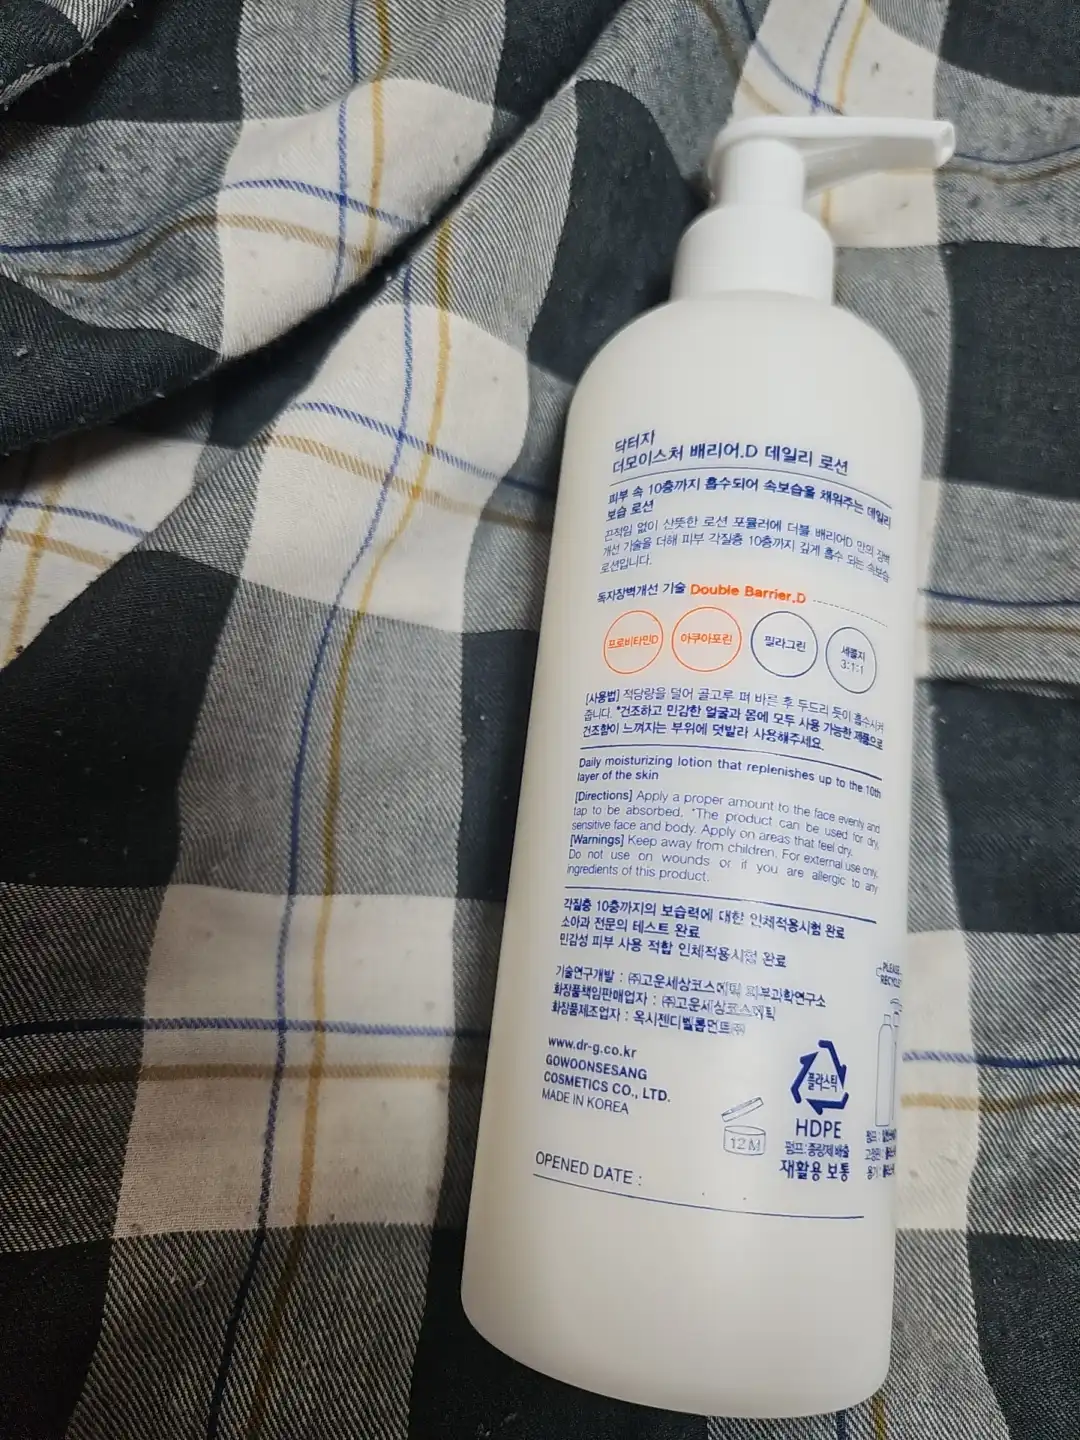 닥터지
더모이스처 배리어.D 데일리 로션
피부 속 10층까지 흡수되어 속보습을 채워주는 데일리
보습 로션
끈적임 없이 산뜻한 로션 포뮬러에 더블 배리어D 만의 장벽
개선 기술을 더해 피부 각질층 10층까지 깊게 흡수 되는 속보습
로션입니다.
독자장벽개선 기술 Double Barrier.D
프로비타민D 아쿠아포린 필라그린 세콜지
3:1:1
[사용법] 적당량을 덜어 골고루 펴 바른 후 두드리 듯이 흡수시켜
줍니다. *건조하고 민감한 얼굴과 몸에 모두 사용 가능한 제품으로
건조함이 느껴지는 부위에 덧발라 사용해주세요.
Daily moisturizing lotion that replenishes up to the 10th
layer of the skin
[Directions] Apply a proper amount to the face evenly and
tap to be absorbed. *The product can be used for dry,
sensitive face and body. Apply on areas that feel dry.
[Warnings] Keep away from children. For external use only.
Do not use on wounds or if you are allergic to any
ingredients of this product.
각질층 10층까지의 보습력에 대한 인체적용시험 완료
소아과 전문의 테스트 완료
민감성 피부 사용 적합 인체적용시험 완료
기술연구개발 : ㈜고운세상코스메틱 피부과학연구소
화장품책임판매업자 : ㈜고운세상코스메틱
화장품제조업자 : 옥시젠디벨롭먼트㈜
www.dr-g.co.kr
GOWOONSESANG
COSMETICS CO., LTD.
MADE IN KOREA
12M
플라스틱
HDPE
펌프:종량제 배출
재활용 보통
PLEASE
RECYCLE
OPENED DATE :